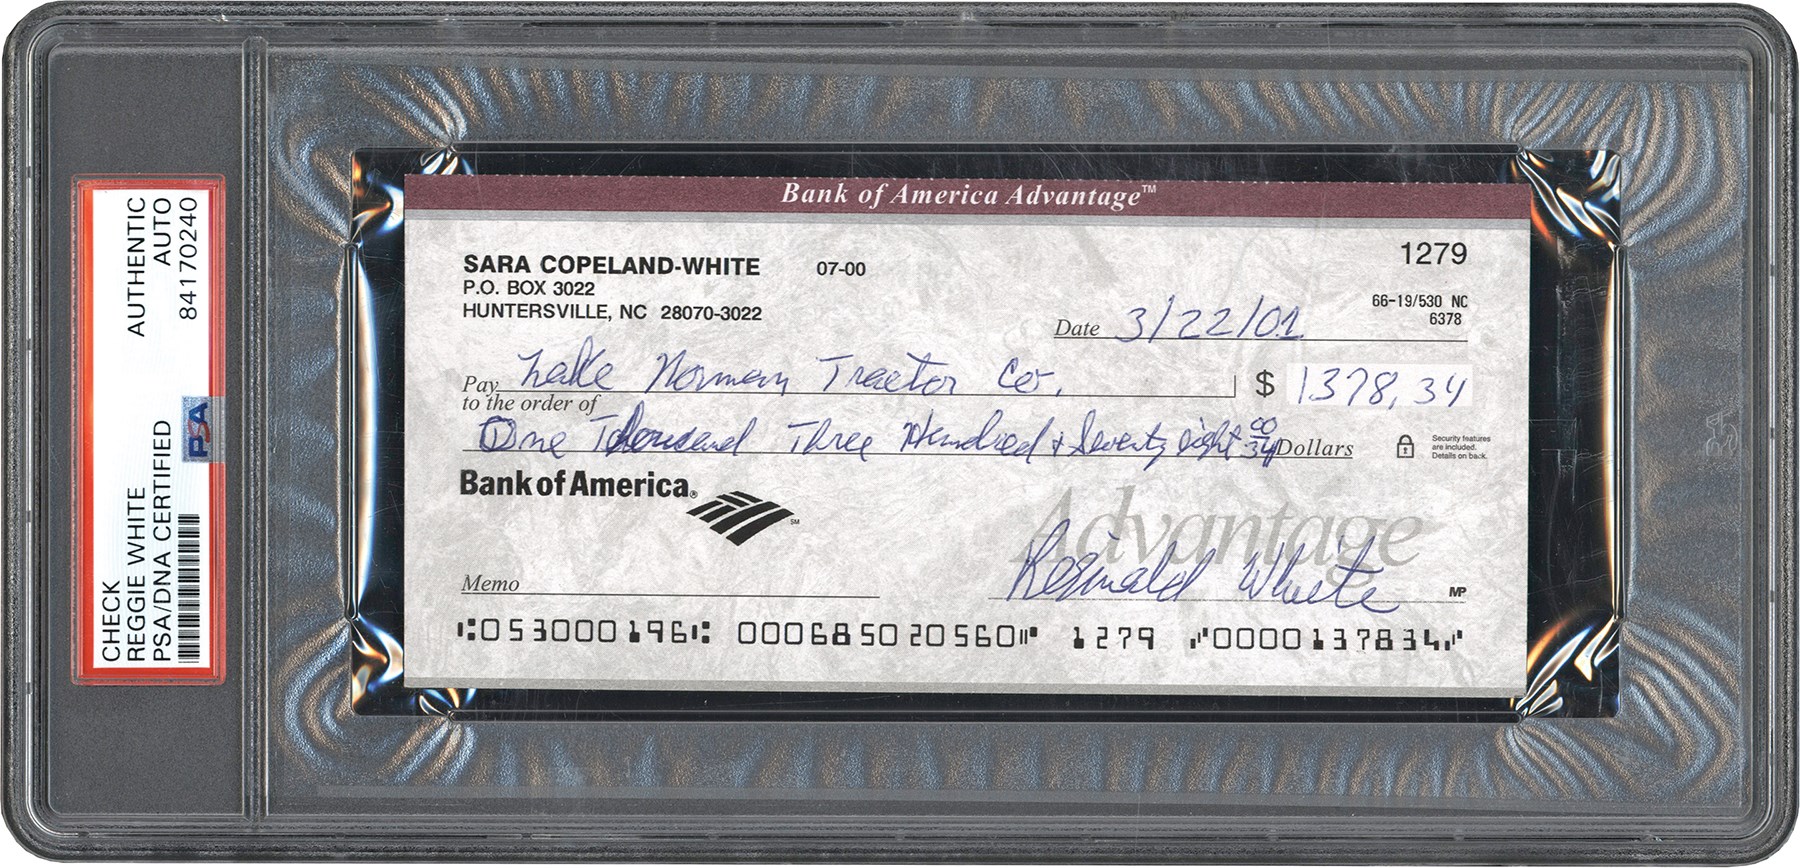 CHECK
REGGIE WHITE
PSA/DNA CERTIFIED
AUTHENTIC
AUTO
84170240
PSA
Bank of America Advantage™
1279
SARA COPELAND-WHITE 07-00
P.O. BOX 3022
HUNTERSVILLE, NC 28070-3022
66-19/530 NC
6378
Date 3/22/01
Pay to the order of Lake Norman Tractor Co. $ 1378,34
One Thousand Three Hundred & Seventy eight 00/34 Dollars
Security features
are included.
Details on back.
Bank of America® SM
Advantage
Memo
Reginald White MP
⑆053000196⑆ 000685020560⑈ 1279 ⑇0000137834⑇